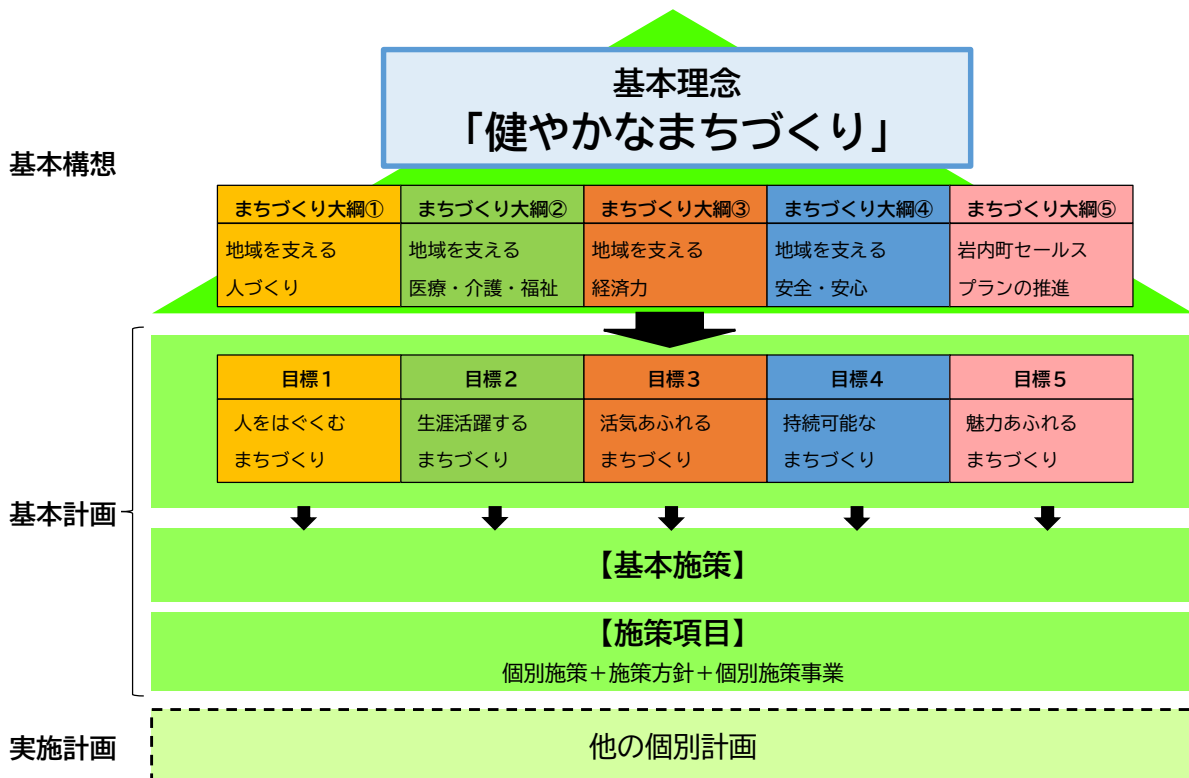 基本理念
「健やかなまちづくり」
基本構想
まちづくり大綱① まちづくり大綱② まちづくり大綱③ まちづくり大綱④ まちづくり大綱⑤
地域を支える 地域を支える 地域を支える 地域を支える 岩内町セールス
人づくり 医療・介護・福祉 経済力 安全・安心 プランの推進
目標1 目標2 目標3 目標4 目標5
人をはぐくむ 生涯活躍する 活気あふれる 持続可能な 魅力あふれる
まちづくり まちづくり まちづくり まちづくり まちづくり
基本計画
【基本施策】
【施策項目】
個別施策+施策方針+個別施策事業
実施計画
他の個別計画